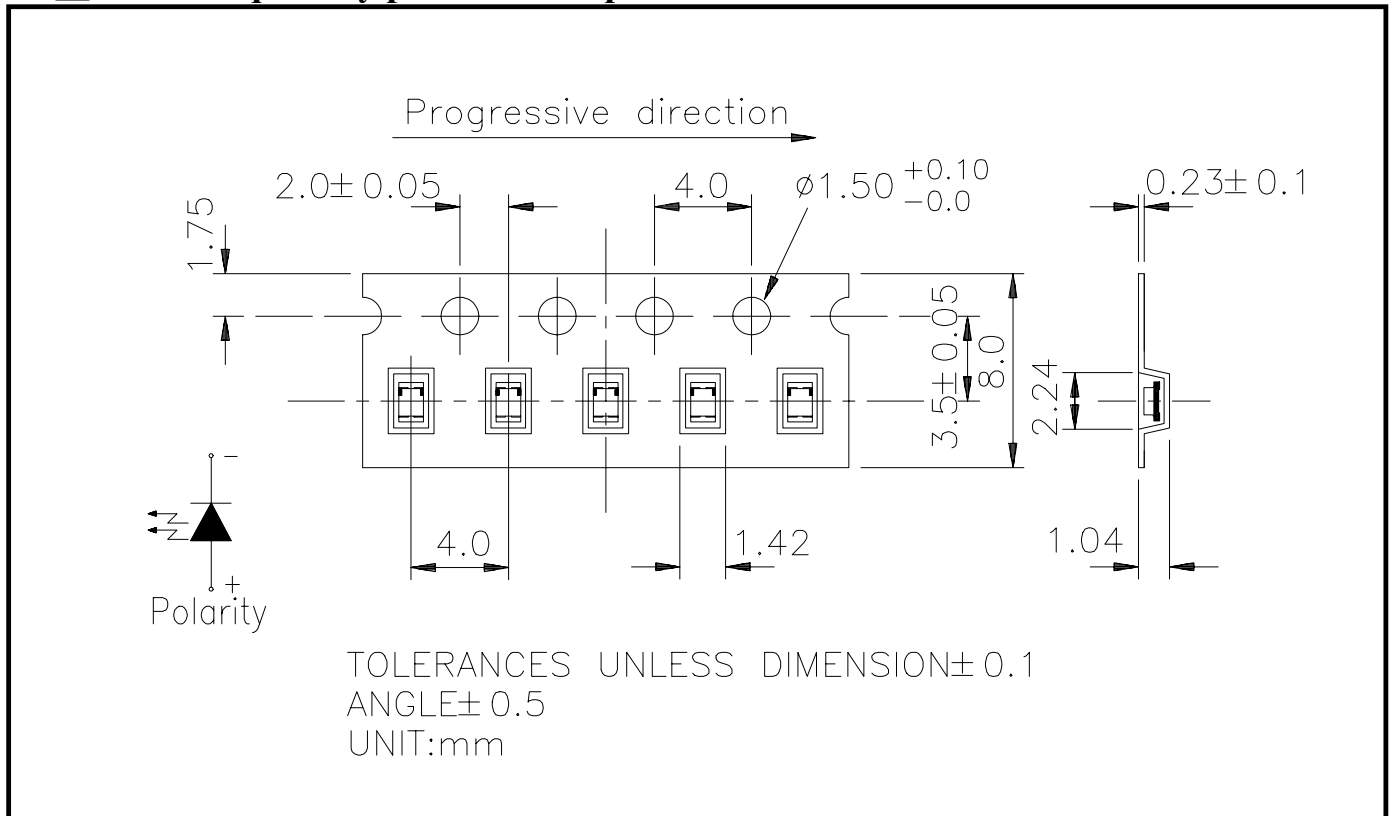 Progressive direction
2.0±0.05
4.0
ø1.50 +0.10
-0.0
0.23±0.1
1.75
3.5±0.05
8.0
2.24
-
+
Polarity
4.0
1.42
1.04
TOLERANCES UNLESS DIMENSION±0.1
ANGLE±0.5
UNIT:mm